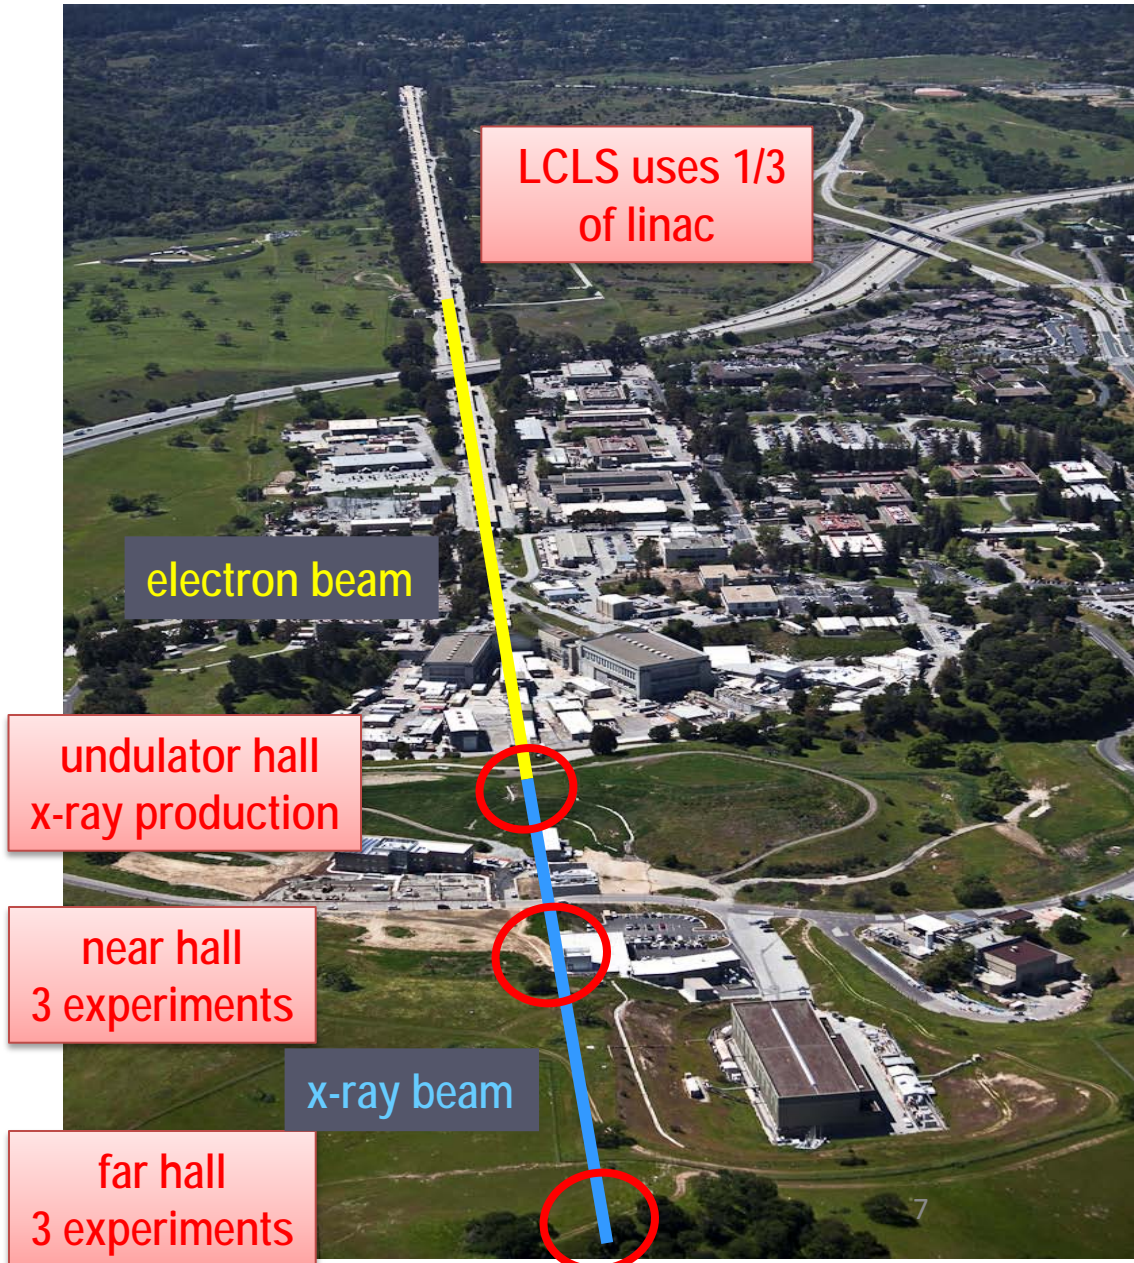 LCLS uses 1/3
of linac
electron beam
undulator hall
x-ray production
near hall
3 experiments
x-ray beam
far hall
3 experiments
7